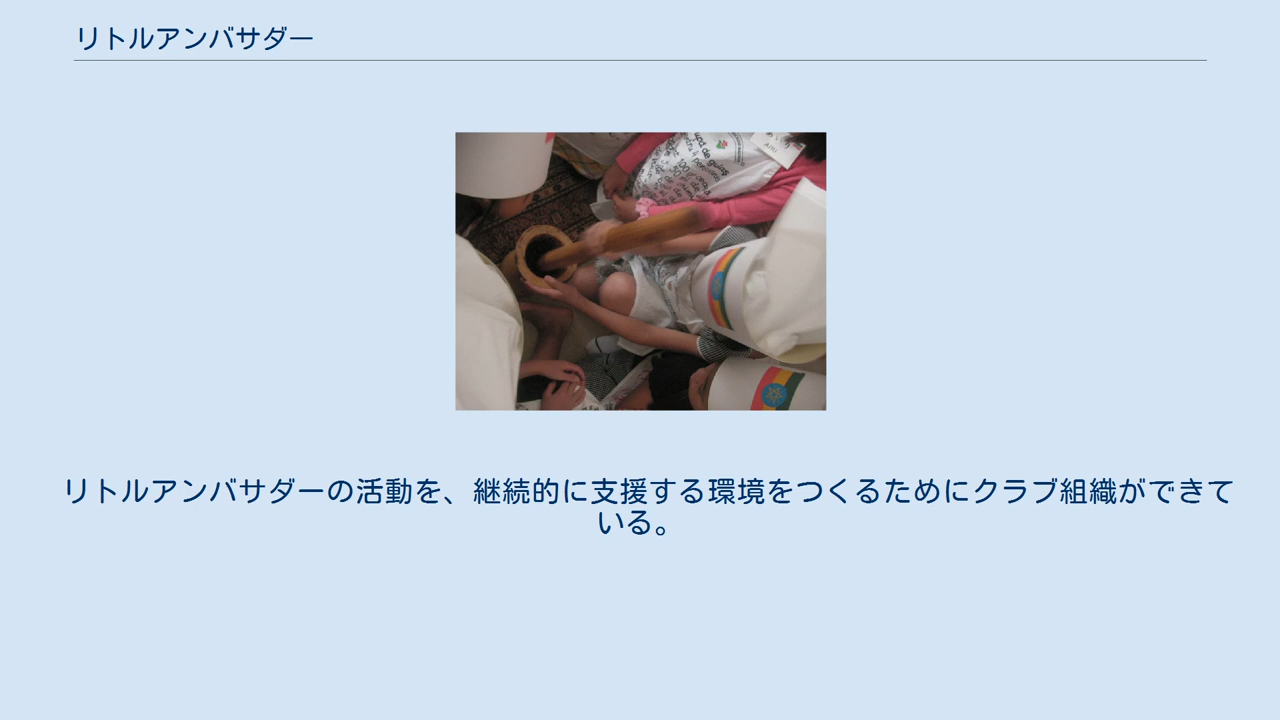 リトルアンバサダー
リトルアンバサダーの活動を、継続的に支援する環境をつくるためにクラブ組織ができて
いる。